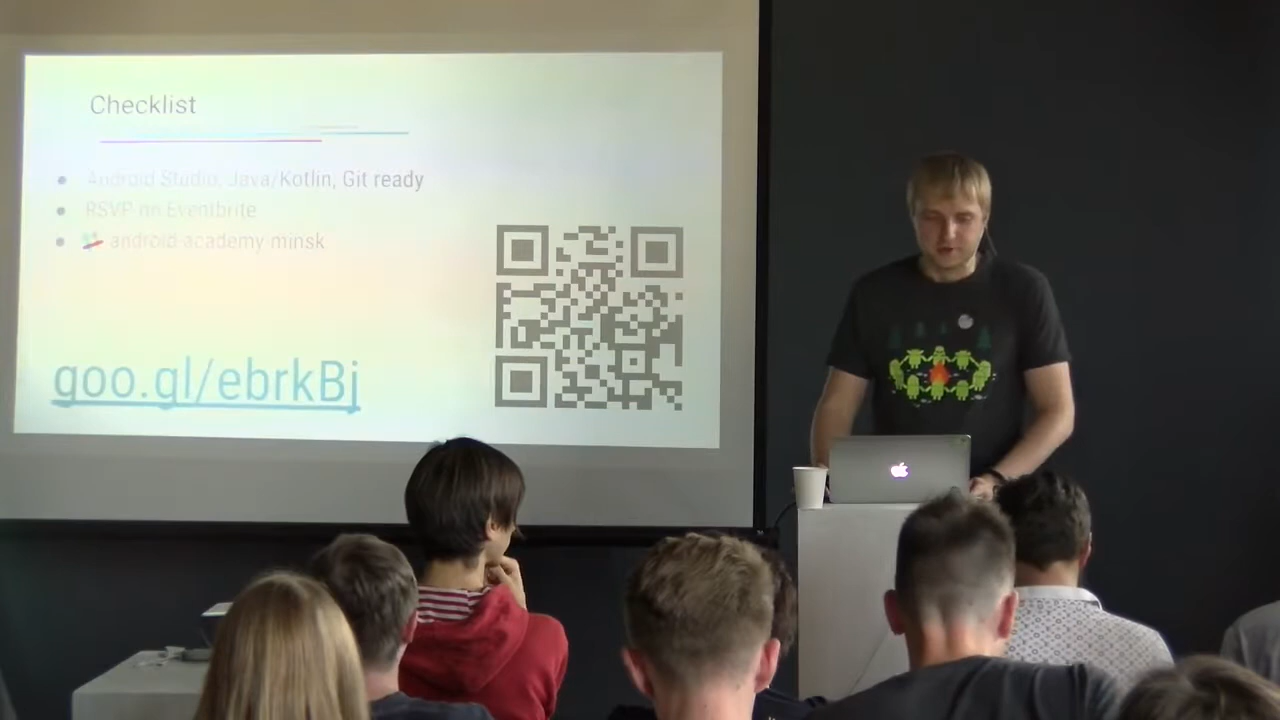 Checklist
Android Studio, Java/Kotlin, Git ready
RSVP on Eventbrite
android academy minsk
goo.gl/ebrkBj